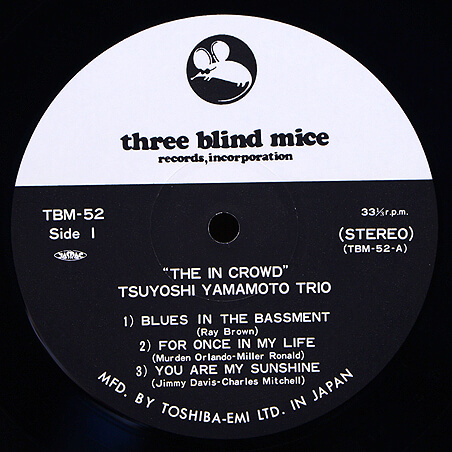 three blind mice
records, incorporation
TBM-52
Side 1
33⅓ r.p.m.
(STEREO)
(TBM-52-A)
"THE IN CROWD"
TSUYOSHI YAMAMOTO TRIO
1) BLUES IN THE BASSMENT
(Ray Brown)
2) FOR ONCE IN MY LIFE
(Murden Orlando-Miller Ronald)
3) YOU ARE MY SUNSHINE
(Jimmy Davis-Charles Mitchell)
MFD. BY TOSHIBA-EMI LTD. IN JAPAN